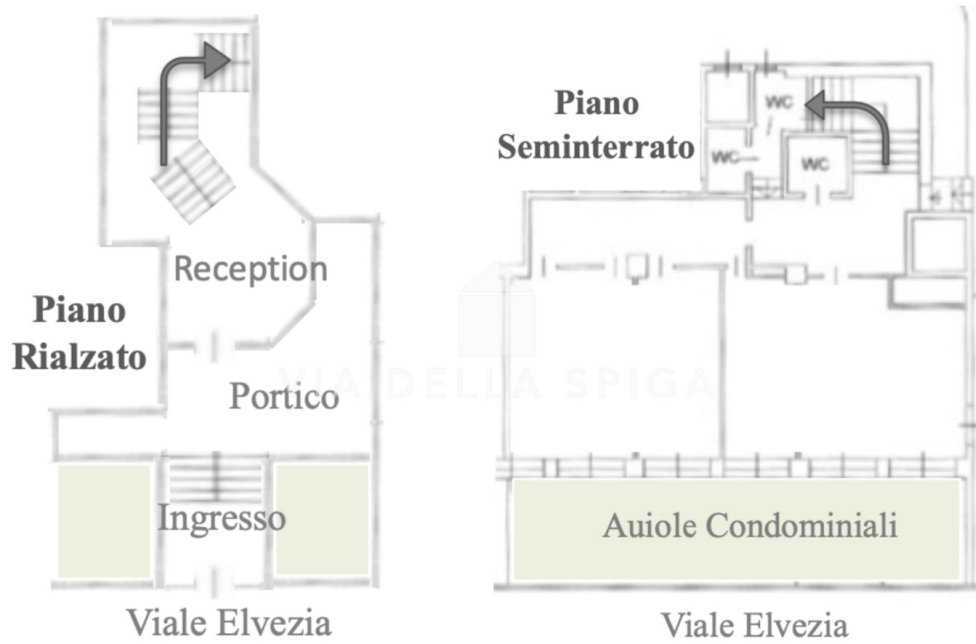 Piano
Rialzato
Reception
Portico
Ingresso
Viale Elvezia
Piano
Seminterrato
WC
WC
WC
Auiole Condominiali
Viale Elvezia
VIA DELLA SPIGA